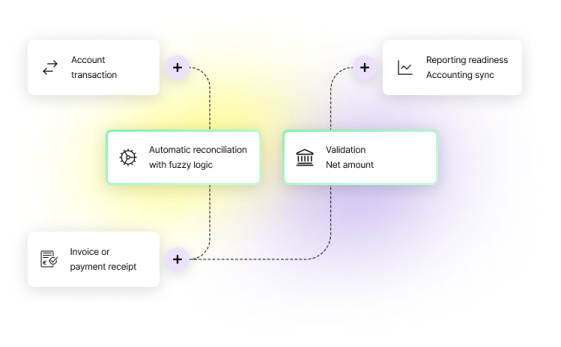 Account
transaction
Reporting readiness
Accounting sync
Automatic reconciliation
with fuzzy logic
Validation
Net amount
Invoice or
payment receipt